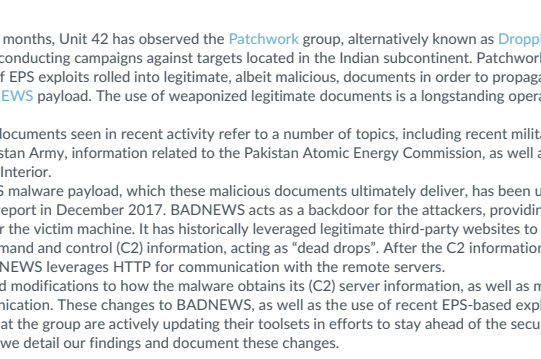 months, Unit 42 has observed the Patchwork group, alternatively known as Droppi
conducting campaigns against targets located in the Indian subcontinent. Patchwork
f EPS exploits rolled into legitimate, albeit malicious, documents in order to propaga
EWS payload. The use of weaponized legitimate documents is a longstanding opera
documents seen in recent activity refer to a number of topics, including recent milita
stan Army, information related to the Pakistan Atomic Energy Commission, as well a
Interior.
S malware payload, which these malicious documents ultimately deliver, has been u
report in December 2017. BADNEWS acts as a backdoor for the attackers, providin
r the victim machine. It has historically leveraged legitimate third-party websites to
mand and control (C2) information, acting as “dead drops”. After the C2 information
NEWS leverages HTTP for communication with the remote servers.
d modifications to how the malware obtains its (C2) server information, as well as m
nication. These changes to BADNEWS, as well as the use of recent EPS-based expl
at the group are actively updating their toolsets in efforts to stay ahead of the secu
we detail our findings and document these changes.